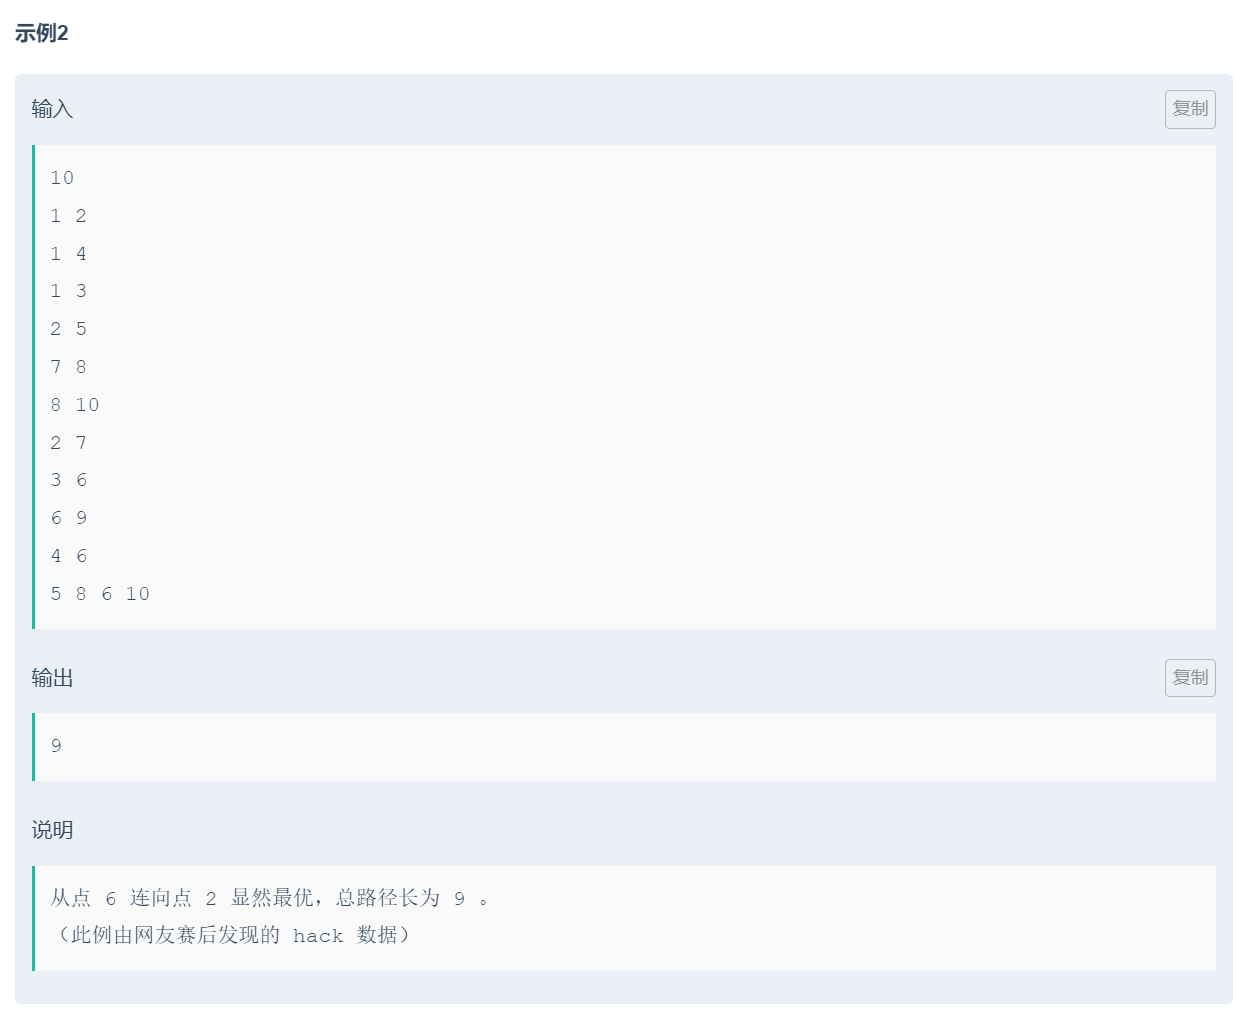 示例2
输入
复制
10
1 2
1 4
1 3
2 5
7 8
8 10
2 7
3 6
6 9
4 6
5 8 6 10
输出
复制
9
说明
从点 6 连向点 2 显然最优，总路径长为 9 。
（此例由网友赛后发现的 hack 数据）